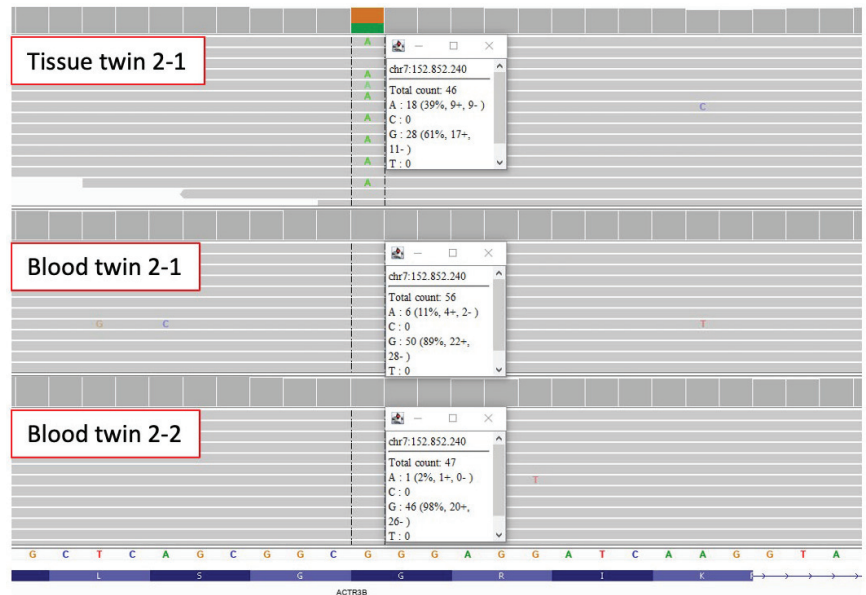 A
Tissue twin 2-1
chr7:152.852.240
Total count: 46
A : 18 (39%, 9+, 9- )
C : 0
G : 28 (61%, 17+,
11- )
T : 0
A
A
A
A
A
A
A
C
Blood twin 2-1
chr7:152.852.240
Total count: 56
A : 6 (11%, 4+, 2- )
C : 0
G : 50 (89%, 22+,
28- )
T : 0
G C T
Blood twin 2-2
chr7:152.852.240
Total count: 47
A : 1 (2%, 1+, 0- )
C : 0
G : 46 (98%, 20+,
26- )
T : 0
T
G C T C A G C G G C G G G A G G A T C A A G G T A
L S G G R I K
ACTR3B